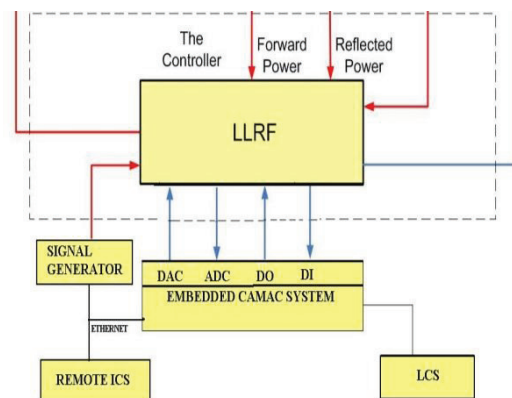 The
Controller
Forward
Power
Reflected
Power
LLRF
SIGNAL
GENERATOR
DAC ADC DO DI
EMBEDDED CAMAC SYSTEM
ETHERNET
REMOTE ICS
LCS